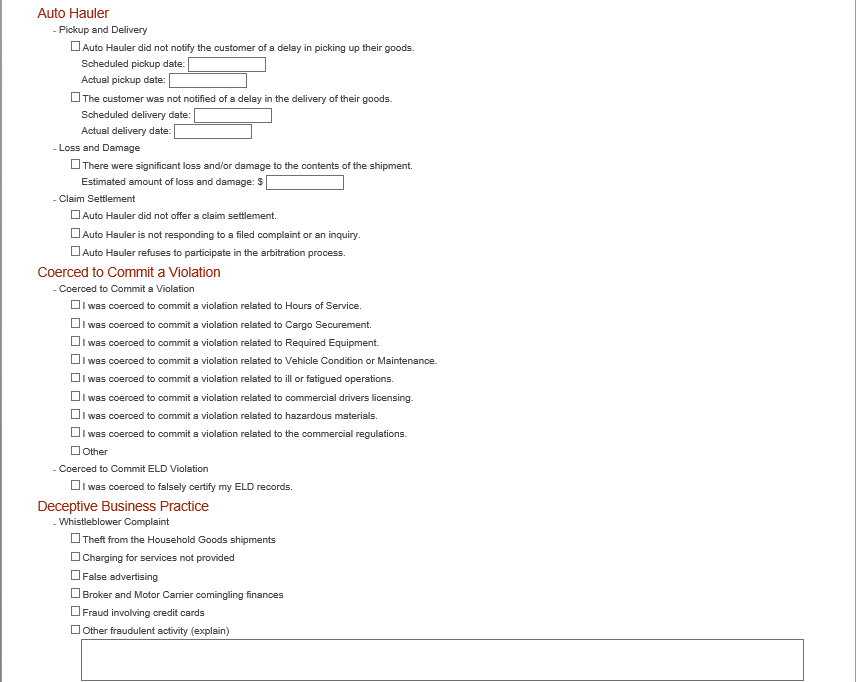 Auto Hauler
- Pickup and Delivery
Auto Hauler did not notify the customer of a delay in picking up their goods.
Scheduled pickup date:
Actual pickup date:
The customer was not notified of a delay in the delivery of their goods.
Scheduled delivery date:
Actual delivery date:
- Loss and Damage
There were significant loss and/or damage to the contents of the shipment.
Estimated amount of loss and damage: $
- Claim Settlement
Auto Hauler did not offer a claim settlement.
Auto Hauler is not responding to a filed complaint or an inquiry.
Auto Hauler refuses to participate in the arbitration process.
Coerced to Commit a Violation
- Coerced to Commit a Violation
I was coerced to commit a violation related to Hours of Service.
I was coerced to commit a violation related to Cargo Securement.
I was coerced to commit a violation related to Required Equipment.
I was coerced to commit a violation related to Vehicle Condition or Maintenance.
I was coerced to commit a violation related to ill or fatigued operations.
I was coerced to commit a violation related to commercial drivers licensing.
I was coerced to commit a violation related to hazardous materials.
I was coerced to commit a violation related to the commercial regulations.
Other
- Coerced to Commit ELD Violation
I was coerced to falsely certify my ELD records.
Deceptive Business Practice
- Whistleblower Complaint
Theft from the Household Goods shipments
Charging for services not provided
False advertising
Broker and Motor Carrier comingling finances
Fraud involving credit cards
Other fraudulent activity (explain)